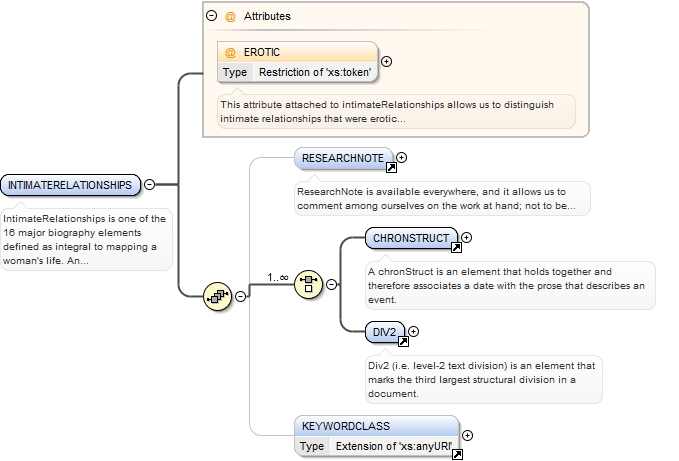 Attributes
EROTIC
Type Restriction of 'xs:token'
This attribute attached to intimateRelationships allows us to distinguish
intimate relationships that were erotic...
INTIMATERELATIONSHIPS
IntimateRelationships is one of the
16 major biography elements
defined as integral to mapping a
woman's life. An...
RESEARCHNOTE
ResearchNote is available everywhere, and it allows us to
comment among ourselves on the work at hand; not to be...
1..∞
CHRONSTRUCT
A chronStruct is an element that holds together and
therefore associates a date with the prose that describes an
event.
DIV2
Div2 (i.e. level-2 text division) is an element that
marks the third largest structural division in a
document.
KEYWORDCLASS
Type Extension of 'xs:anyURI'